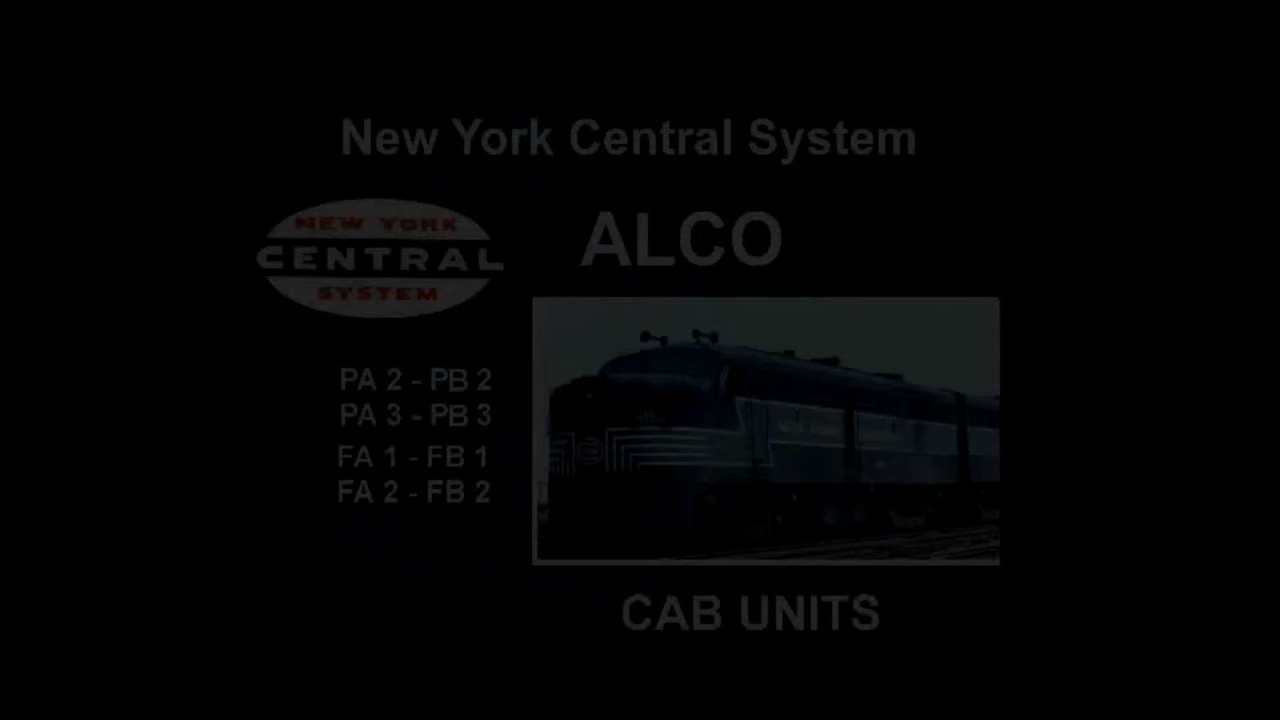 New York Central System
NEW YORK
CENTRAL
SYSTEM
ALCO
PA 2 - PB 2
PA 3 - PB 3
FA 1 - FB 1
FA 2 - FB 2
CAB UNITS